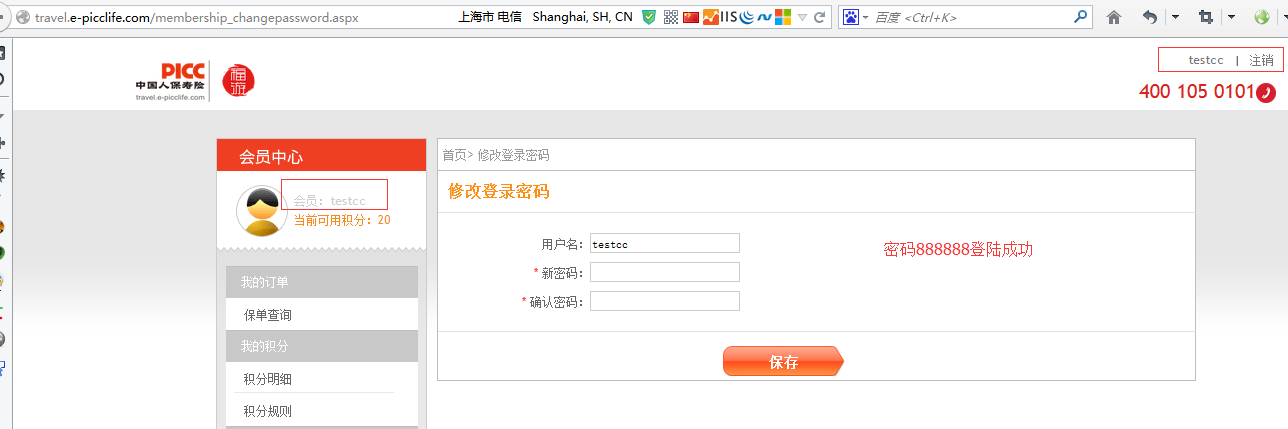 travel.e-picclife.com/membership_changepassword.aspx
上海市 电信 Shanghai, SH, CN
IIS
百度 <Ctrl+K>
PICC
中国人保寿险
travel.e-picclife.com
福游
testcc | 注销
400 105 0101
会员中心
会员：testcc
当前可用积分：20
我的订单
保单查询
我的积分
积分明细
积分规则
首页> 修改登录密码
修改登录密码
用户名： testcc
* 新密码：
* 确认密码：
密码888888登陆成功
保存